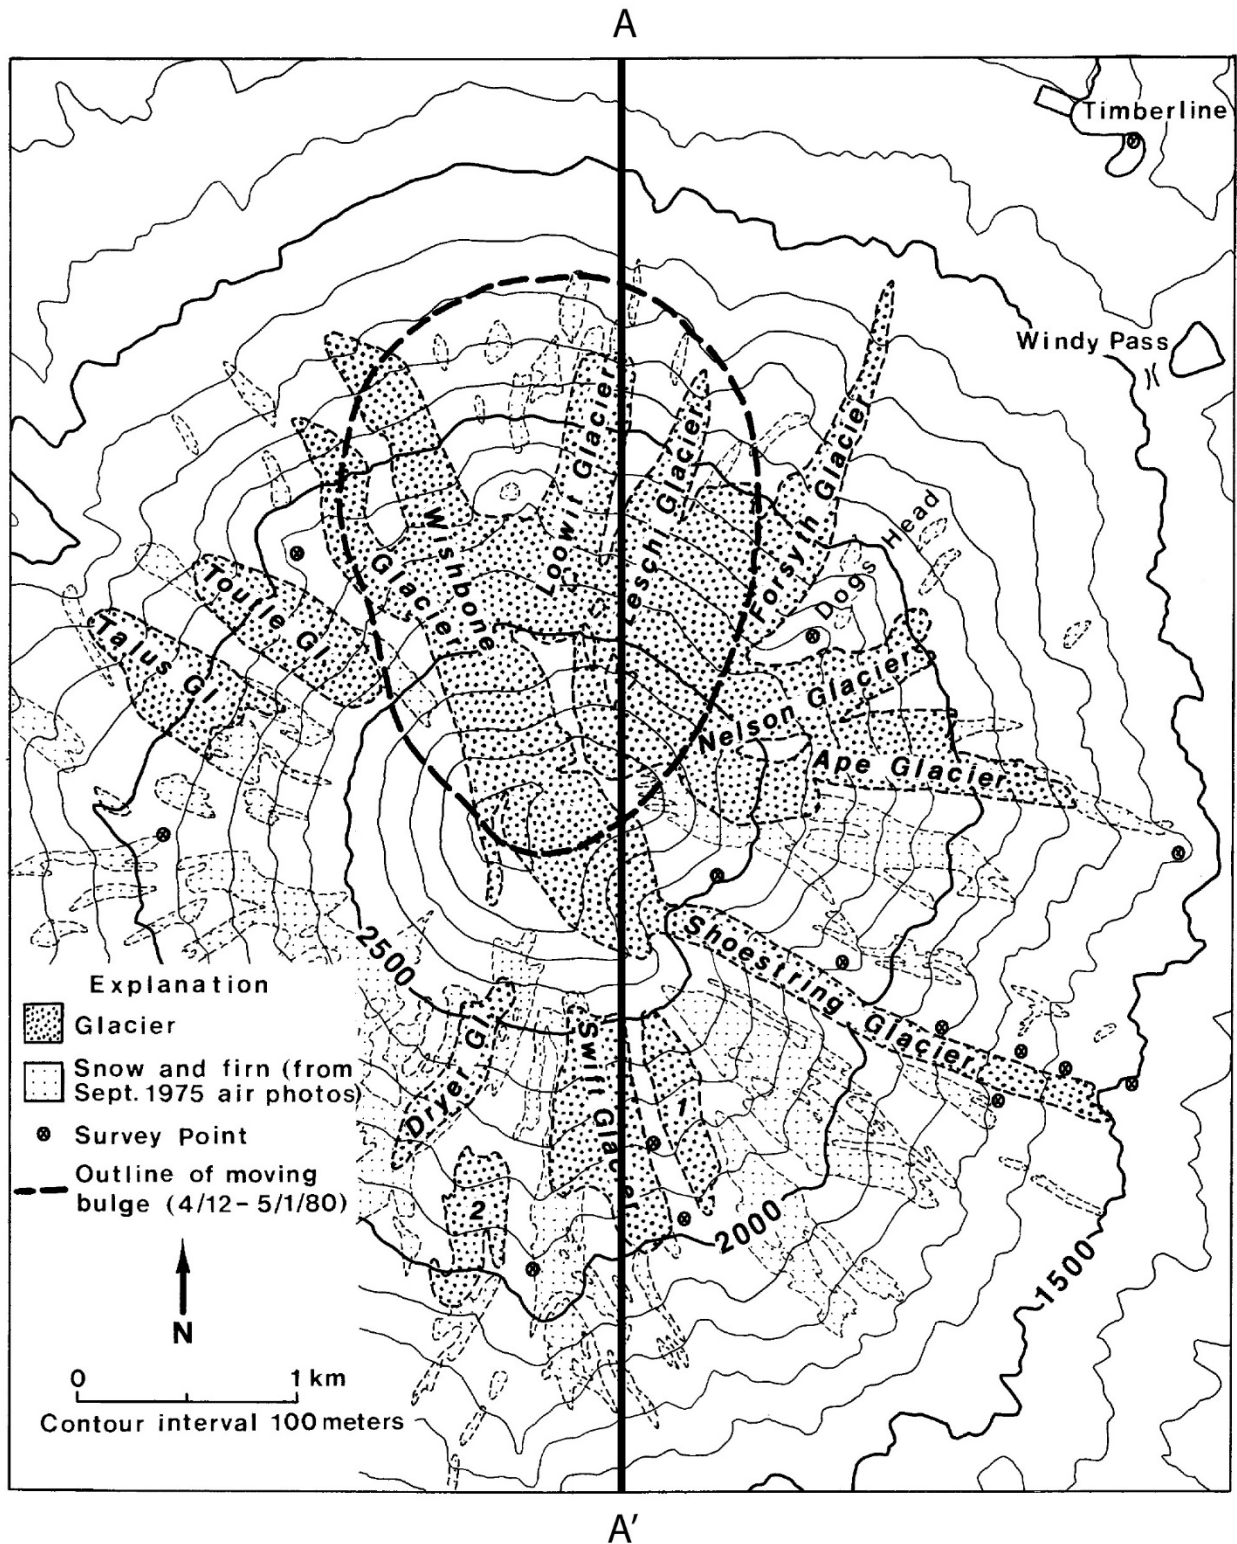 A
Timberline
Windy Pass
Loowit Glacier
Leschi Glacier
Forsyth Glacier
Dogs Head
Wishbone
Glacier
Toutle Gl
Talus Gl
Nelson Glacier
Ape Glacier
Shoestring Glacier
2500
Dryer Gl
Swift Glacier
1
2
2000
1500
Explanation
Glacier
Snow and firn (from
Sept. 1975 air photos)
Survey Point
Outline of moving
bulge (4/12-5/1/80)
N
0 1 km
Contour interval 100 meters
A'